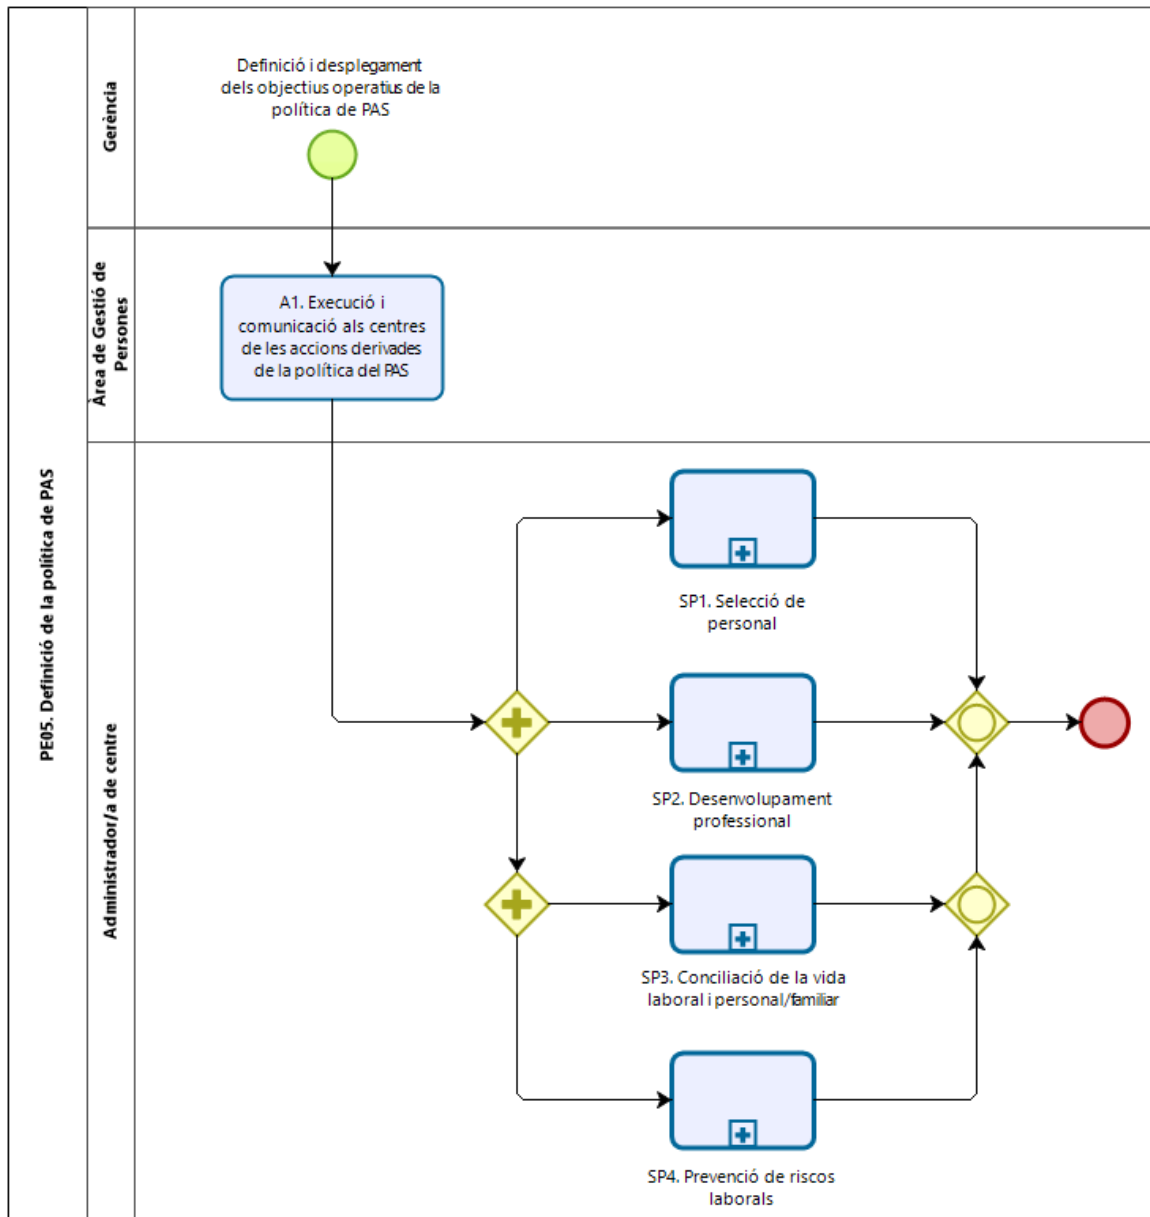 PE05. Definició de la política de PAS
Gerència
Definició i desplegament
dels objectius operatius de la
política de PAS
Àrea de Gestió de
Persones
A1. Execució i
comunicació als centres
de les accions derivades
de la política del PAS
Administrador/a de centre
SP1. Selecció de
personal
SP2. Desenvolupament
professional
SP3. Conciliació de la vida
laboral i personal/familiar
SP4. Prevenció de riscos
laborals